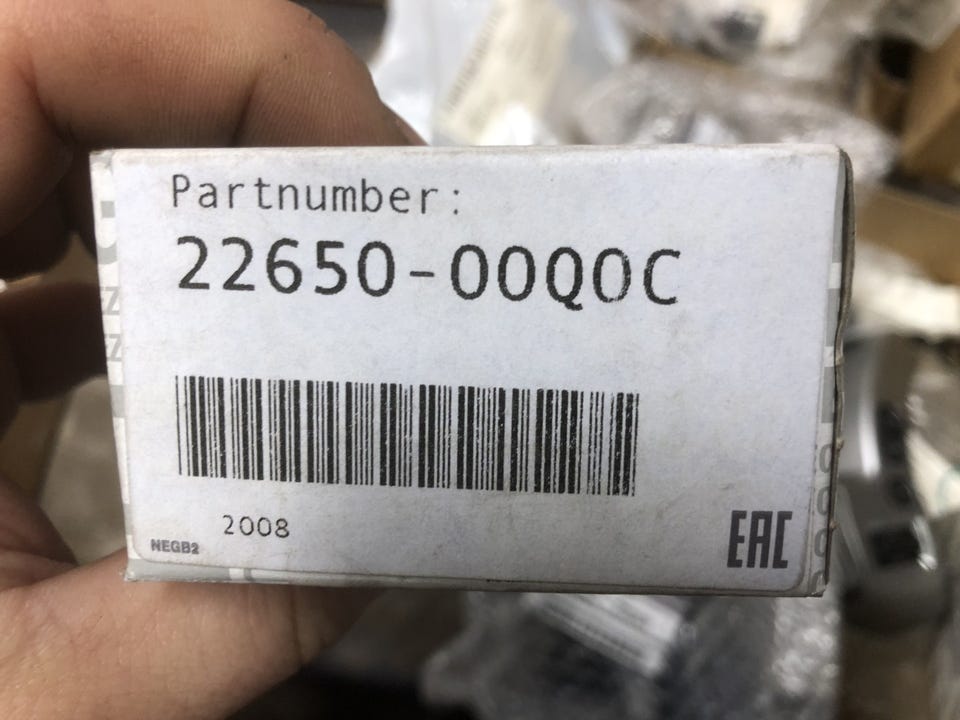 Partnumber:
22650-00Q0C
2008
NEGB2
EAC